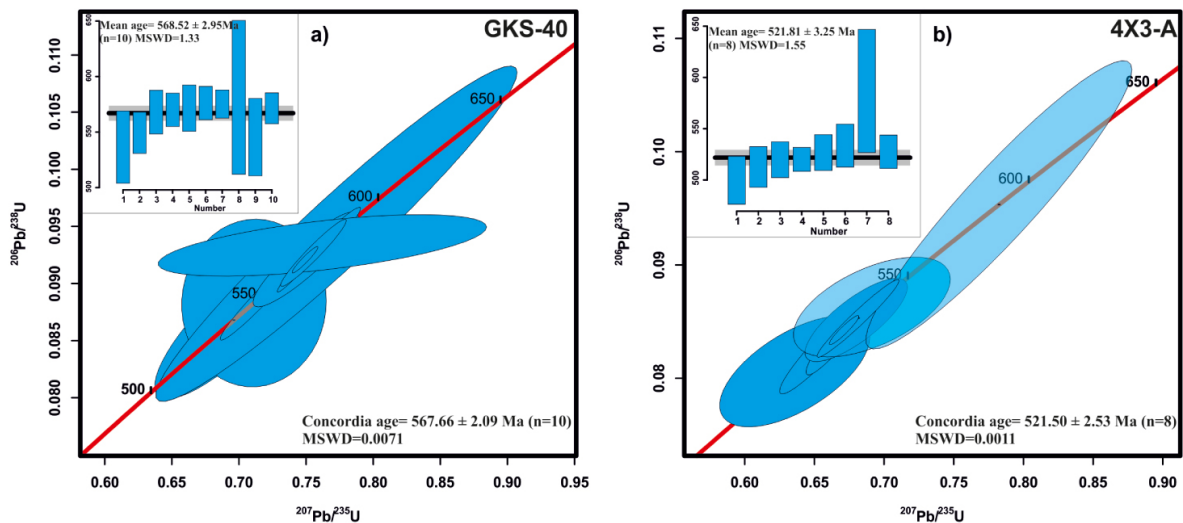 Mean age= 568.52 ± 2.95Ma
(n=10) MSWD=1.33
a)
GKS-40
650
600
550
500
1 2 3 4 5 6 7 8 9 10
Number
0.110
0.105
0.100
0.095
0.090
0.085
0.080
206Pb/238U
650
600
550
500
Concordia age= 567.66 ± 2.09 Ma (n=10)
MSWD=0.0071
0.60 0.65 0.70 0.75 0.80 0.85 0.90 0.95
207Pb/235U
Mean age= 521.81 ± 3.25 Ma
(n=8) MSWD=1.55
b)
4X3-A
650
600
550
500
1 2 3 4 5 6 7 8
Number
0.11
0.10
0.09
0.08
206Pb/238U
650
600
550
Concordia age= 521.50 ± 2.53 Ma (n=8)
MSWD=0.0011
0.60 0.65 0.70 0.75 0.80 0.85 0.90
207Pb/235U